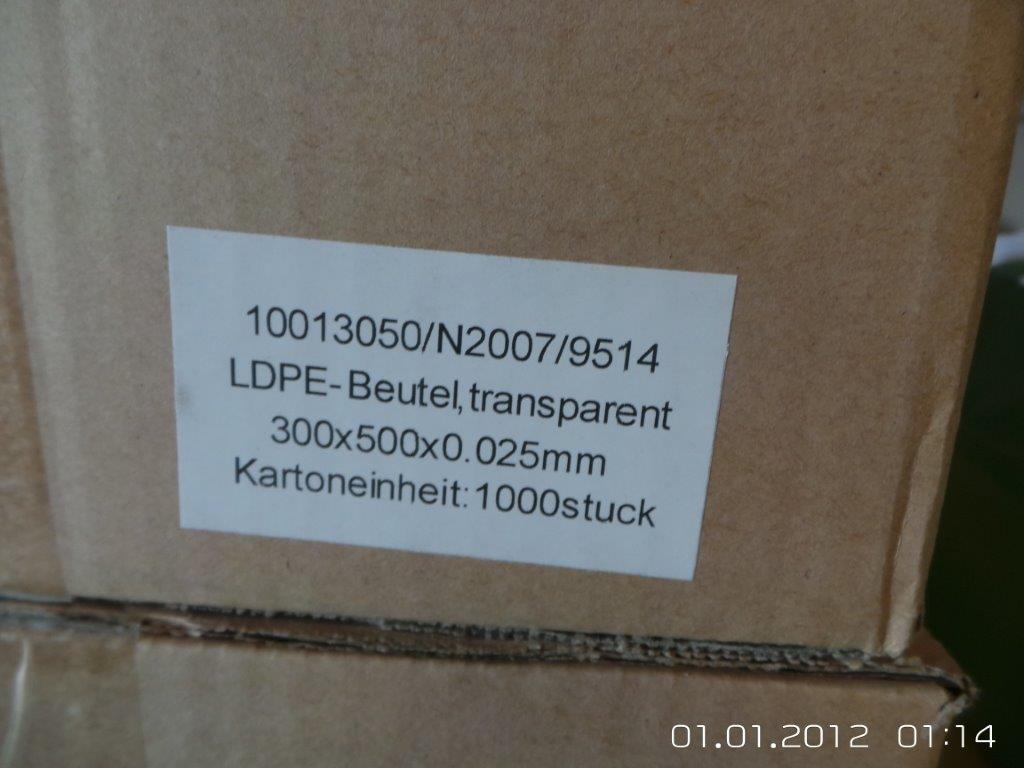 10013050/N2007/9514
LDPE-Beutel,transparent
300x500x0.025mm
Kartoneinheit:1000stuck
01.01.2012 01:14